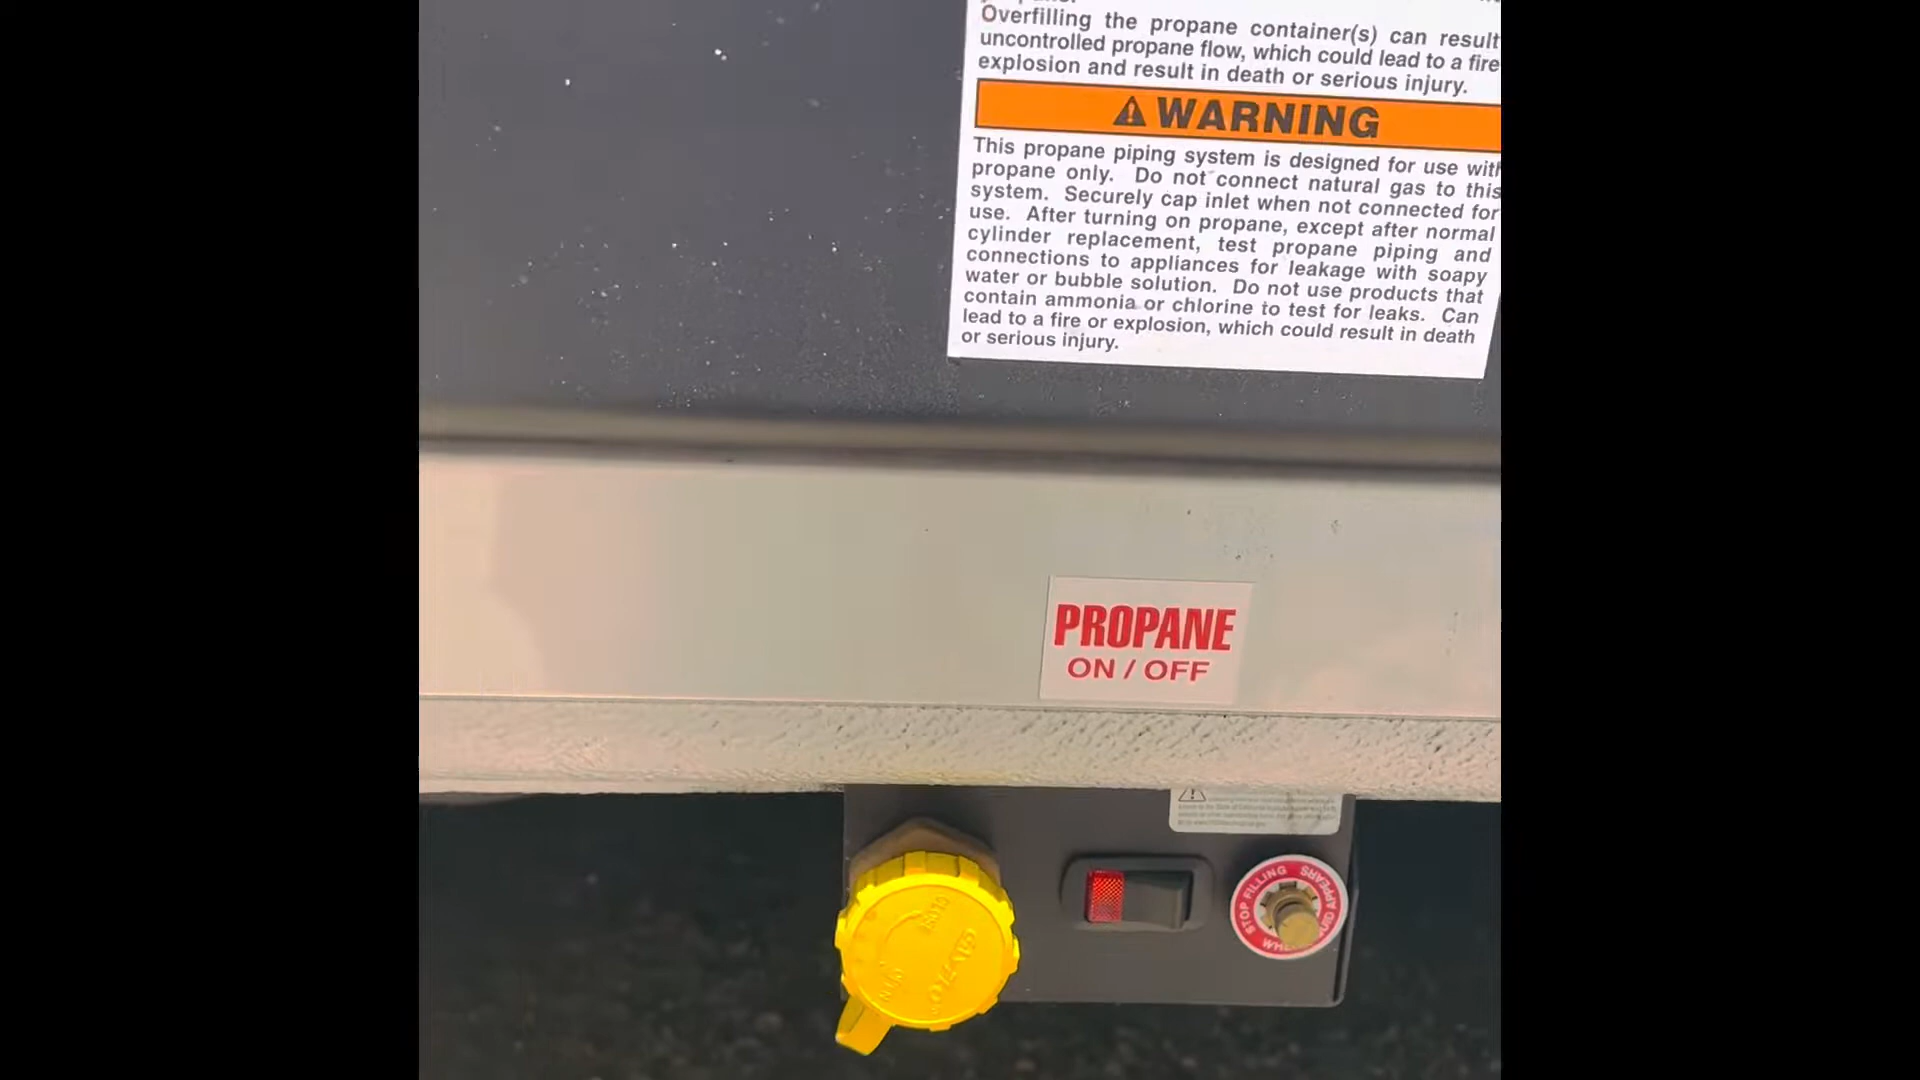 Overfilling the propane container(s) can result
uncontrolled propane flow, which could lead to a fire
explosion and result in death or serious injury.
WARNING
This propane piping system is designed for use with
propane only. Do not connect natural gas to this
system. Securely cap inlet when not connected for
use. After turning on propane, except after normal
cylinder replacement, test propane piping and
connections to appliances for leakage with soapy
water or bubble solution. Do not use products that
contain ammonia or chlorine to test for leaks. Can
lead to a fire or explosion, which could result in death
or serious injury.
PROPANE
ON / OFF
CLOSE
OPEN
STOP FILLING
APPEARS